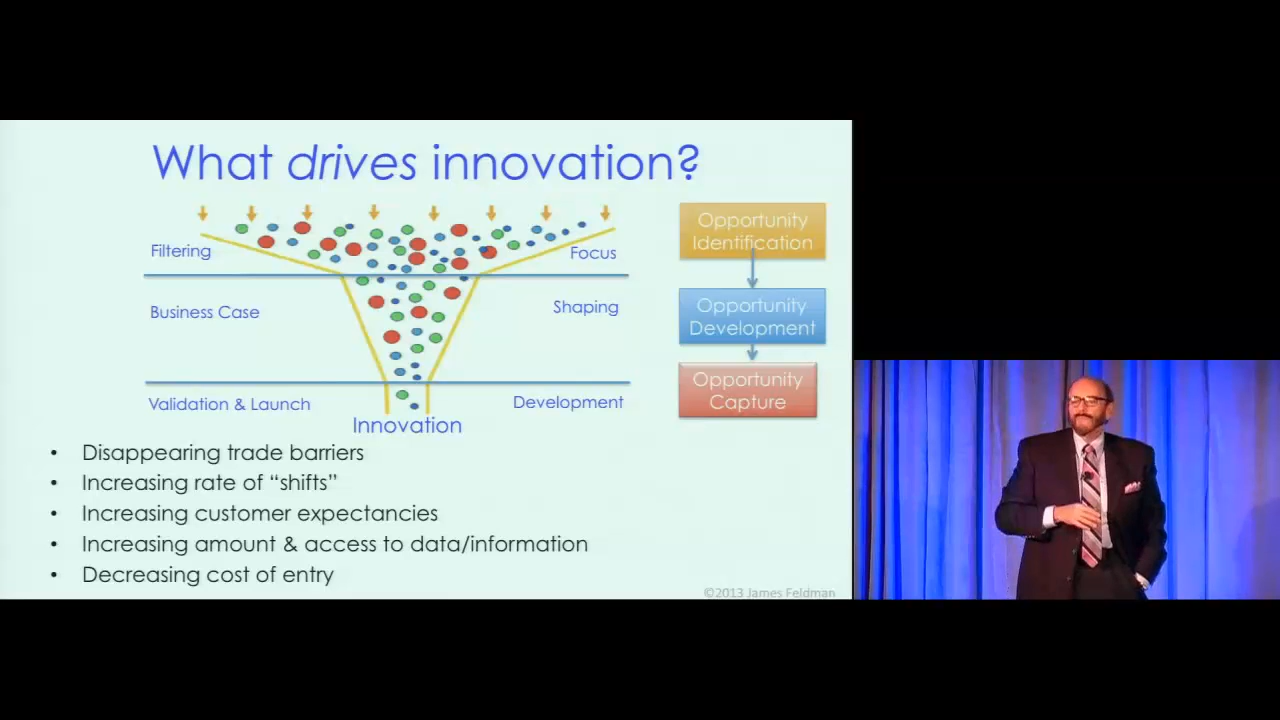 What drives innovation?
Filtering
Focus
Business Case
Shaping
Validation & Launch
Development
Innovation
Opportunity
Identification
Opportunity
Development
Opportunity
Capture
• Disappearing trade barriers
• Increasing rate of “shifts”
• Increasing customer expectancies
• Increasing amount & access to data/information
• Decreasing cost of entry
©2013 James Feldman